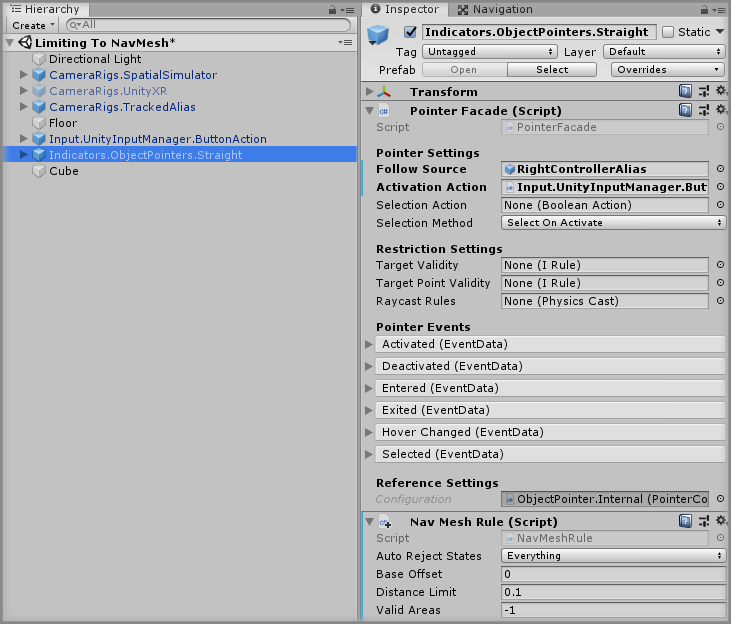 Hierarchy
Create
All
Limiting To NavMesh*
Directional Light
CameraRigs.SpatialSimulator
CameraRigs.UnityXR
CameraRigs.TrackedAlias
Floor
Input.UnityInputManager.ButtonAction
Indicators.ObjectPointers.Straight
Cube
Inspector Navigation
Indicators.ObjectPointers.Straight Static
Tag Untagged Layer Default
Prefab Open Select Overrides
Transform
Pointer Facade (Script)
Script PointerFacade
Pointer Settings
Follow Source RightControllerAlias
Activation Action Input.UnityInputManager.But
Selection Action None (Boolean Action)
Selection Method Select On Activate
Restriction Settings
Target Validity None (I Rule)
Target Point Validity None (I Rule)
Raycast Rules None (Physics Cast)
Pointer Events
Activated (EventData)
Deactivated (EventData)
Entered (EventData)
Exited (EventData)
Hover Changed (EventData)
Selected (EventData)
Reference Settings
Configuration ObjectPointer.Internal (PointerCo
Nav Mesh Rule (Script)
Script NavMeshRule
Auto Reject States Everything
Base Offset 0
Distance Limit 0.1
Valid Areas -1